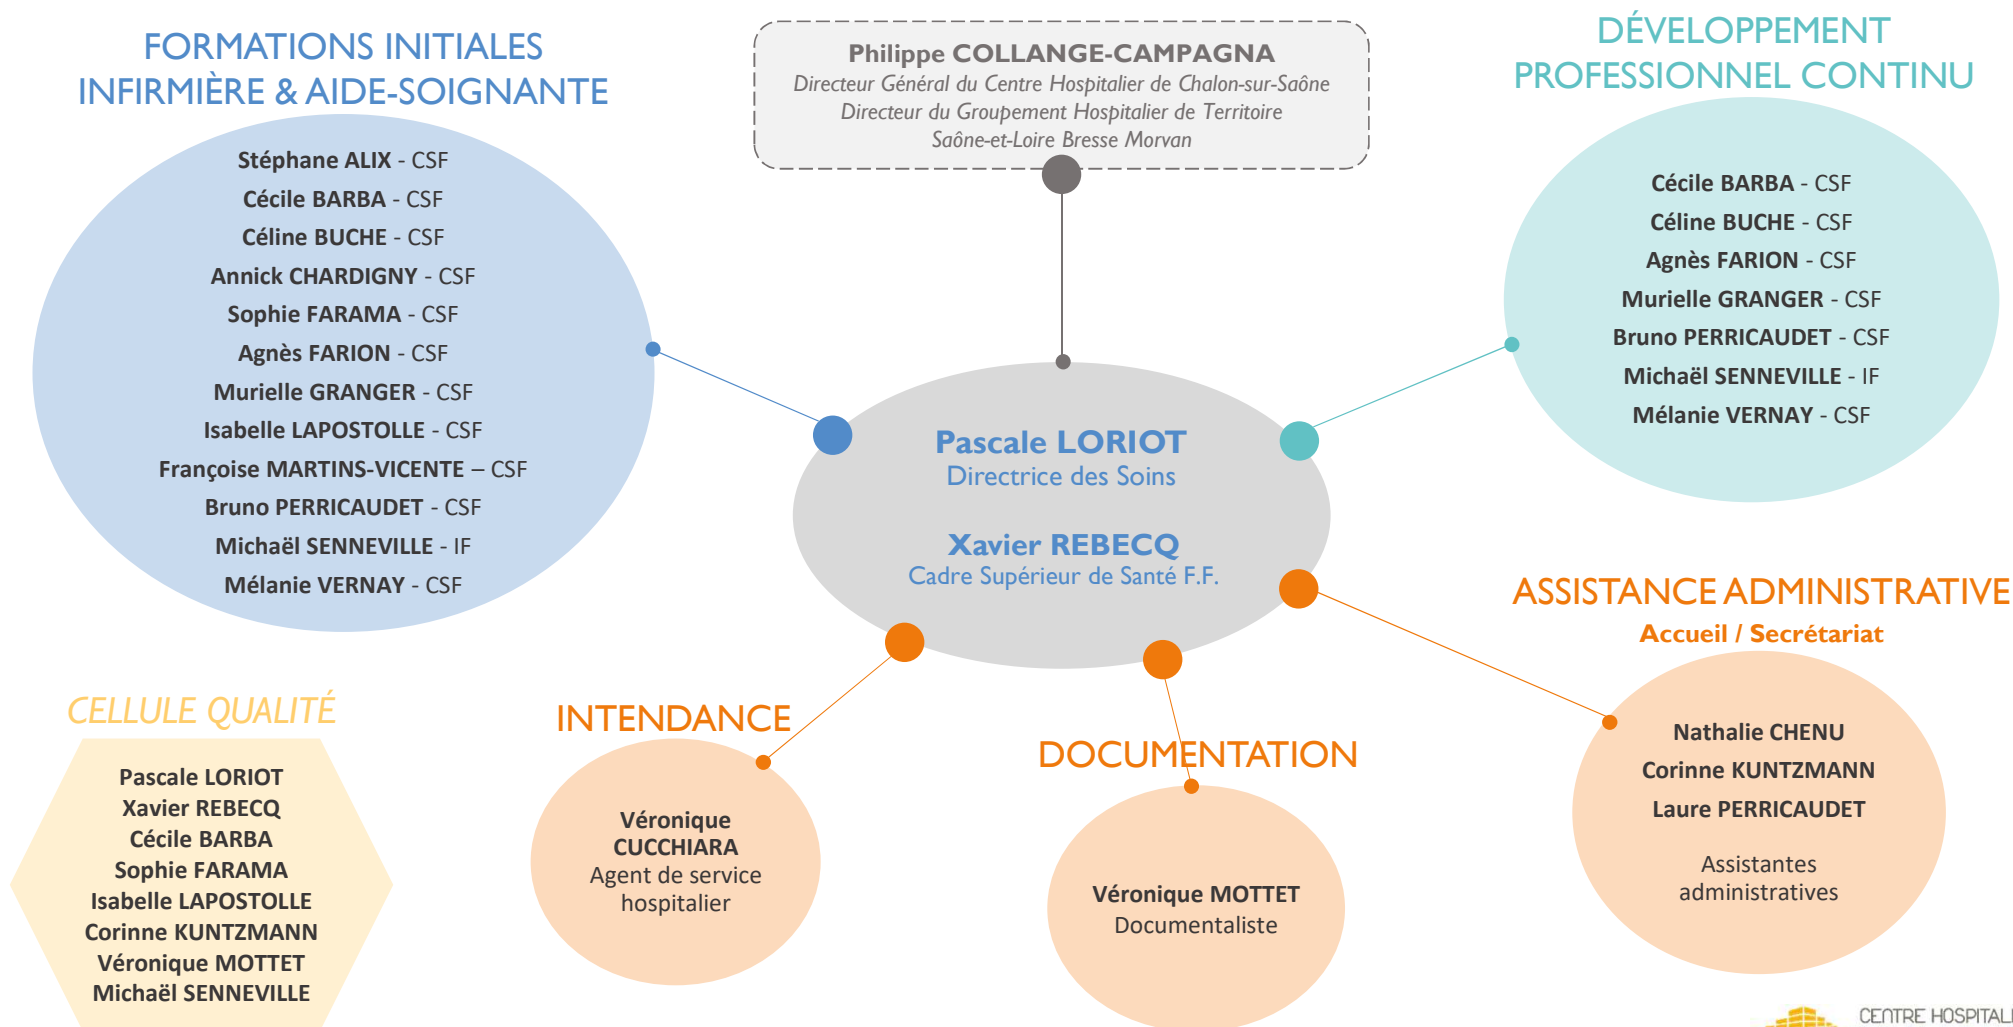 FORMATIONS INITIALES
INFIRMIÈRE & AIDE-SOIGNANTE
Stéphane ALIX - CSF
Cécile BARBA - CSF
Céline BUCHE - CSF
Annick CHARDIGNY - CSF
Sophie FARAMA - CSF
Agnès FARION - CSF
Murielle GRANGER - CSF
Isabelle LAPOSTOLLE - CSF
Françoise MARTINS-VICENTE – CSF
Bruno PERRICAUDET - CSF
Michaël SENNEVILLE - IF
Mélanie VERNAY - CSF
Philippe COLLANGE-CAMPAGNA
Directeur Général du Centre Hospitalier de Chalon-sur-Saône
Directeur du Groupement Hospitalier de Territoire
Saône-et-Loire Bresse Morvan
DÉVELOPPEMENT
PROFESSIONNEL CONTINU
Cécile BARBA - CSF
Céline BUCHE - CSF
Agnès FARION - CSF
Murielle GRANGER - CSF
Bruno PERRICAUDET - CSF
Michaël SENNEVILLE - IF
Mélanie VERNAY - CSF
Pascale LORIOT
Directrice des Soins
Xavier REBECQ
Cadre Supérieur de Santé F.F.
CELLULE QUALITÉ
Pascale LORIOT
Xavier REBECQ
Cécile BARBA
Sophie FARAMA
Isabelle LAPOSTOLLE
Corinne KUNTZMANN
Véronique MOTTET
Michaël SENNEVILLE
INTENDANCE
Véronique
CUCCHIARA
Agent de service
hospitalier
DOCUMENTATION
Véronique MOTTET
Documentaliste
ASSISTANCE ADMINISTRATIVE
Accueil / Secrétariat
Nathalie CHENU
Corinne KUNTZMANN
Laure PERRICAUDET
Assistantes
administratives
CENTRE HOSPITAL